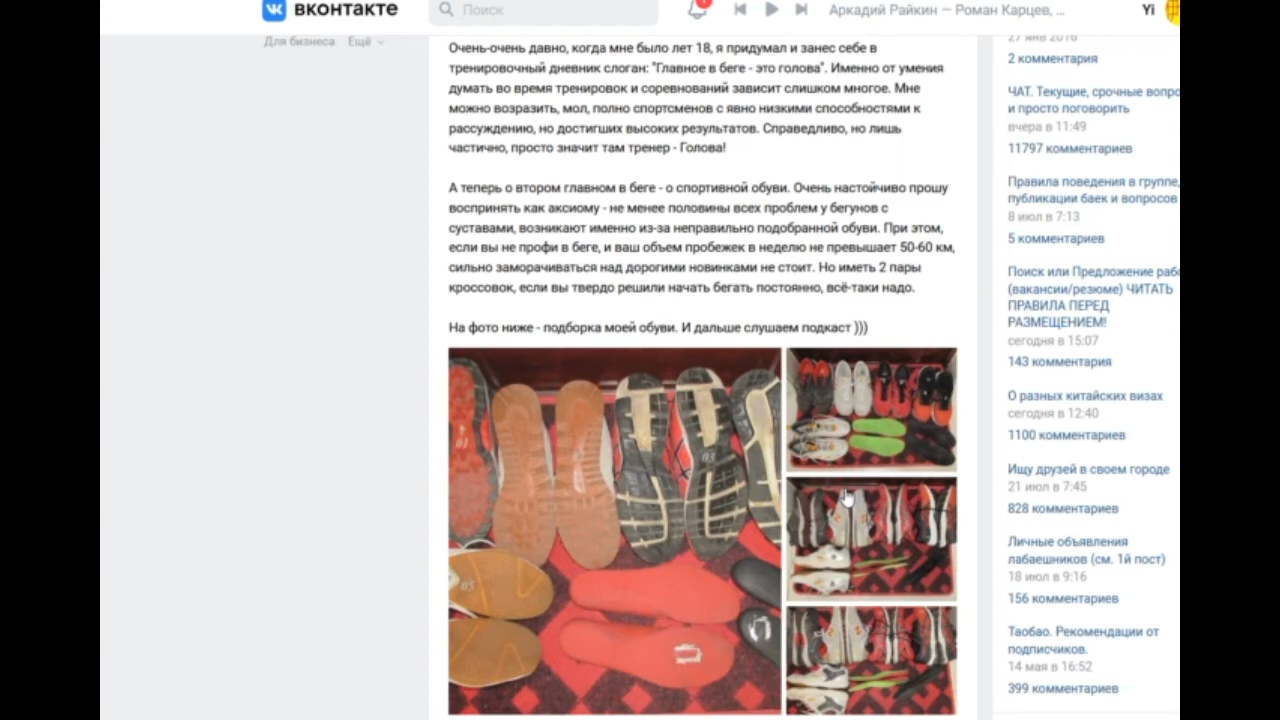 вконтакте
Поиск
1
Аркадий Райкин — Роман Карцев, ...
Yi
Для бизнеса Ещё
Очень-очень давно, когда мне было лет 18, я придумал и занес себе в
тренировочный дневник слоган: "Главное в беге - это голова". Именно от умения
думать во время тренировок и соревнований зависит слишком многое. Мне
можно возразить, мол, полно спортсменов с явно низкими способностями к
рассуждению, но достигших высоких результатов. Справедливо, но лишь
частично, просто значит там тренер - Голова!
А теперь о втором главном в беге - о спортивной обуви. Очень настойчиво прошу
воспринять как аксиому - не менее половины всех проблем у бегунов с
суставами, возникают именно из-за неправильно подобранной обуви. При этом,
если вы не профи в беге, и ваш объем пробежек в неделю не превышает 50-60 км,
сильно заморачиваться над дорогими новинками не стоит. Но иметь 2 пары
кроссовок, если вы твердо решили начать бегать постоянно, всё-таки надо.
На фото ниже - подборка моей обуви. И дальше слушаем подкаст )))
01
03
05
27 янв 2016
2 комментария
ЧАТ. Текущие, срочные вопро
и просто поговорить
вчера в 11:49
11797 комментариев
Правила поведения в группе,
публикации баек и вопросов
8 июл в 7:13
5 комментариев
Поиск или Предложение раб
(вакансии/резюме) ЧИТАТЬ
ПРАВИЛА ПЕРЕД
РАЗМЕЩЕНИЕМ!
сегодня в 15:07
143 комментария
О разных китайских визах
сегодня в 12:40
1100 комментариев
Ищу друзей в своем городе
21 июл в 7:45
828 комментариев
Личные объявления
лабаешников (см. 1й пост)
18 июл в 9:16
156 комментариев
Таобао. Рекомендации от
подписчиков.
14 мая в 16:52
399 комментариев